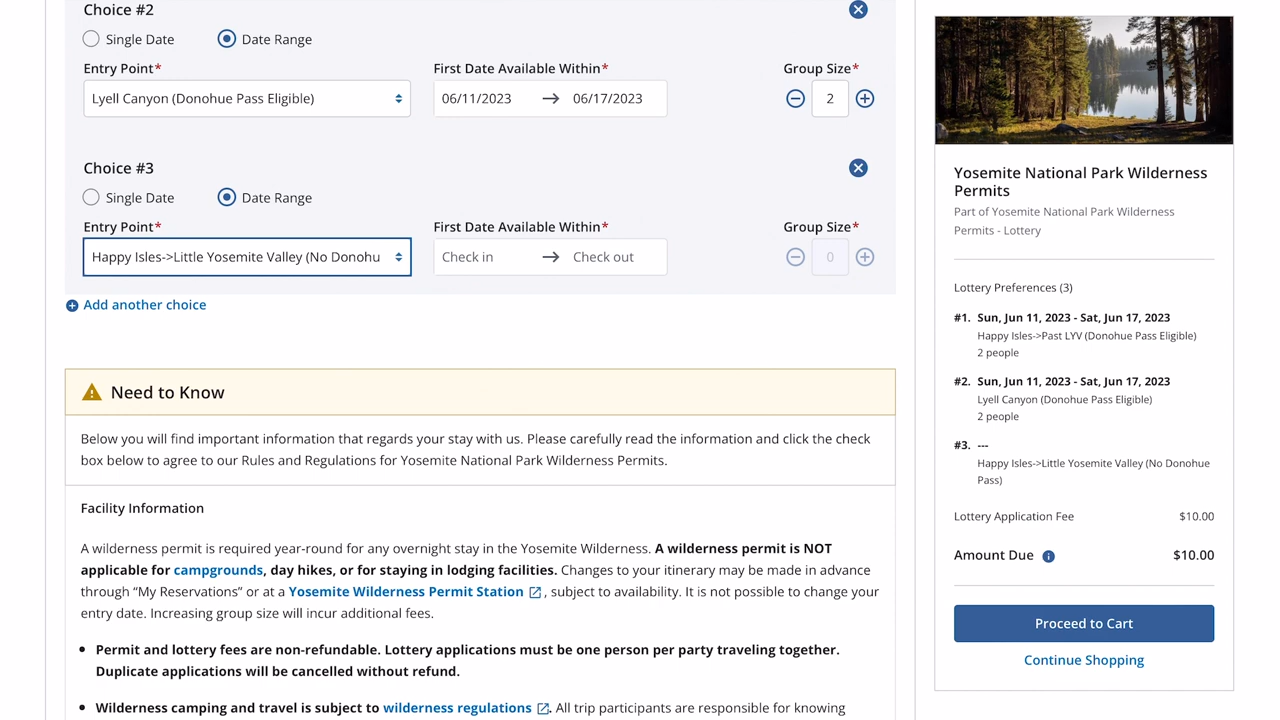 Choice #2
Single Date
Date Range
Entry Point*
First Date Available Within*
Group Size*
Lyell Canyon (Donohue Pass Eligible)
06/11/2023
06/17/2023
2
Choice #3
Single Date
Date Range
Entry Point*
First Date Available Within*
Group Size*
Happy Isles->Little Yosemite Valley (No Donohu
Check in
Check out
0
Add another choice
Need to Know
Below you will find important information that regards your stay with us. Please carefully read the information and click the check
box below to agree to our Rules and Regulations for Yosemite National Park Wilderness Permits.
Facility Information
A wilderness permit is required year-round for any overnight stay in the Yosemite Wilderness. A wilderness permit is NOT
applicable for campgrounds, day hikes, or for staying in lodging facilities. Changes to your itinerary may be made in advance
through “My Reservations” or at a Yosemite Wilderness Permit Station , subject to availability. It is not possible to change your
entry date. Increasing group size will incur additional fees.
• Permit and lottery fees are non-refundable. Lottery applications must be one person per party traveling together.
Duplicate applications will be cancelled without refund.
• Wilderness camping and travel is subject to wilderness regulations . All trip participants are responsible for knowing
Yosemite National Park Wilderness
Permits
Part of Yosemite National Park Wilderness
Permits - Lottery
Lottery Preferences (3)
#1. Sun, Jun 11, 2023 - Sat, Jun 17, 2023
Happy Isles->Past LYV (Donohue Pass Eligible)
2 people
#2. Sun, Jun 11, 2023 - Sat, Jun 17, 2023
Lyell Canyon (Donohue Pass Eligible)
2 people
#3. ---
Happy Isles->Little Yosemite Valley (No Donohue
Pass)
Lottery Application Fee $10.00
Amount Due $10.00
Proceed to Cart
Continue Shopping